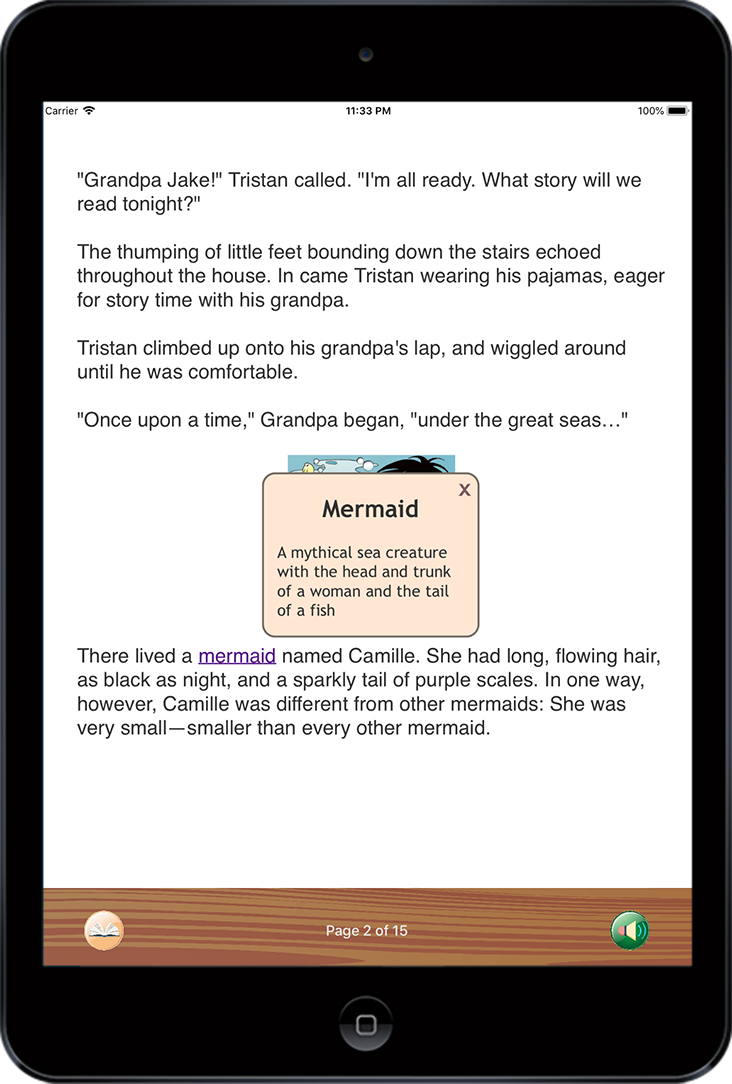 Carrier 11:33 PM 100%
"Grandpa Jake!" Tristan called. "I'm all ready. What story will we
read tonight?"
The thumping of little feet bounding down the stairs echoed
throughout the house. In came Tristan wearing his pajamas, eager
for story time with his grandpa.
Tristan climbed up onto his grandpa's lap, and wiggled around
until he was comfortable.
"Once upon a time," Grandpa began, "under the great seas…"
X
Mermaid
A mythical sea creature
with the head and trunk
of a woman and the tail
of a fish
There lived a mermaid named Camille. She had long, flowing hair,
as black as night, and a sparkly tail of purple scales. In one way,
however, Camille was different from other mermaids: She was
very small—smaller than every other mermaid.
Page 2 of 15